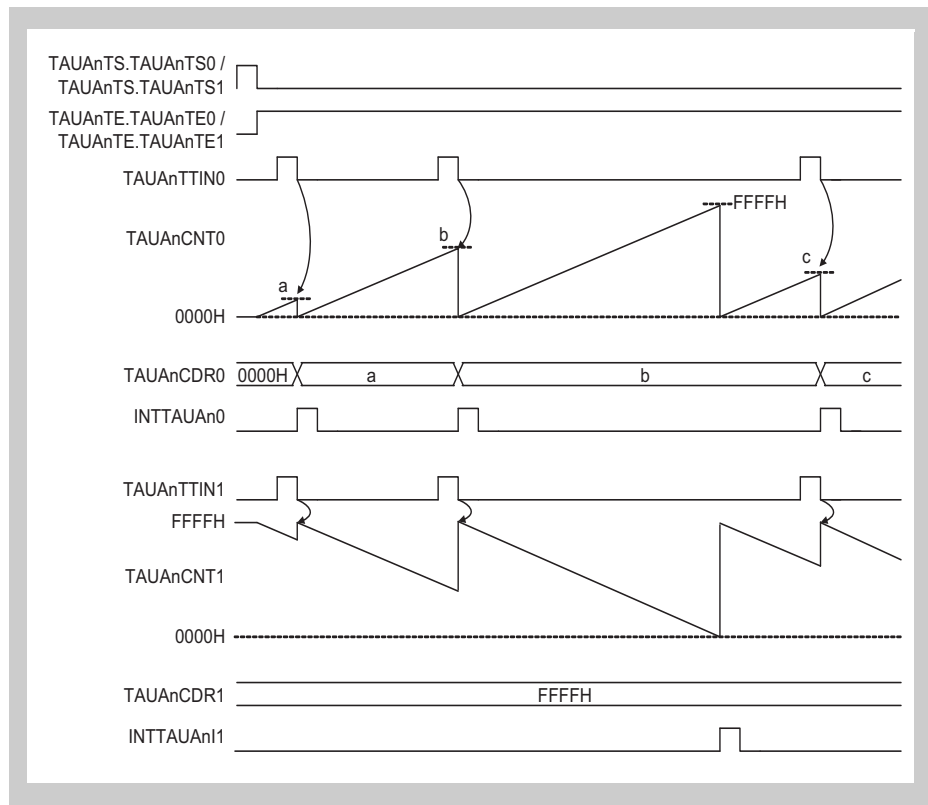 TAUAnTS.TAUAnTS0 /
TAUAnTS.TAUAnTS1
TAUAnTE.TAUAnTE0 /
TAUAnTE.TAUAnTE1
TAUAnTTIN0
FFFFH
TAUAnCNT0
b
c
a
0000H
TAUAnCDR0 0000H a b c
INTTAUAn0
TAUAnTTIN1
FFFFH
TAUAnCNT1
0000H
TAUAnCDR1 FFFFH
INTTAUAnI1